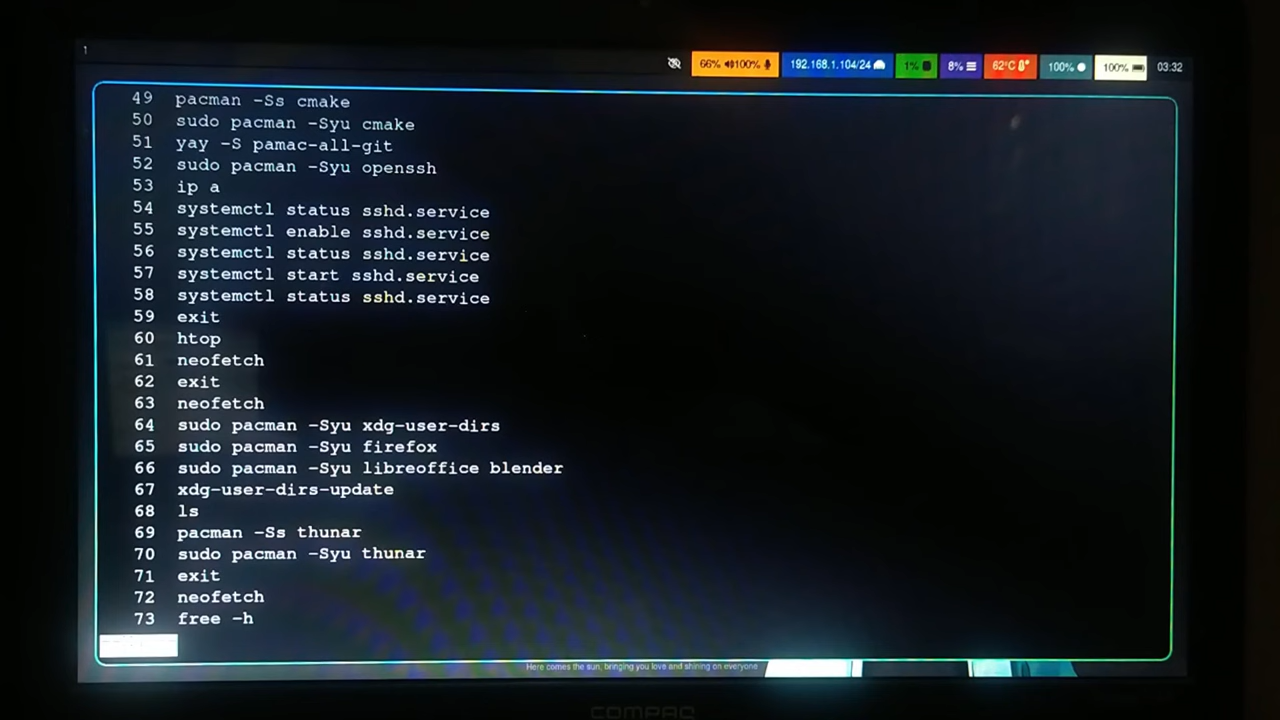 1
66% 100% 192.168.1.104/24 1% 8% 62°C 100% 100% 03:32
49 pacman -Ss cmake
50 sudo pacman -Syu cmake
51 yay -S pamac-all-git
52 sudo pacman -Syu openssh
53 ip a
54 systemctl status sshd.service
55 systemctl enable sshd.service
56 systemctl status sshd.service
57 systemctl start sshd.service
58 systemctl status sshd.service
59 exit
60 htop
61 neofetch
62 exit
63 neofetch
64 sudo pacman -Syu xdg-user-dirs
65 sudo pacman -Syu firefox
66 sudo pacman -Syu libreoffice blender
67 xdg-user-dirs-update
68 ls
69 pacman -Ss thunar
70 sudo pacman -Syu thunar
71 exit
72 neofetch
73 free -h
Here comes the sun, bringing you love and shining on everyone
COMPAQ